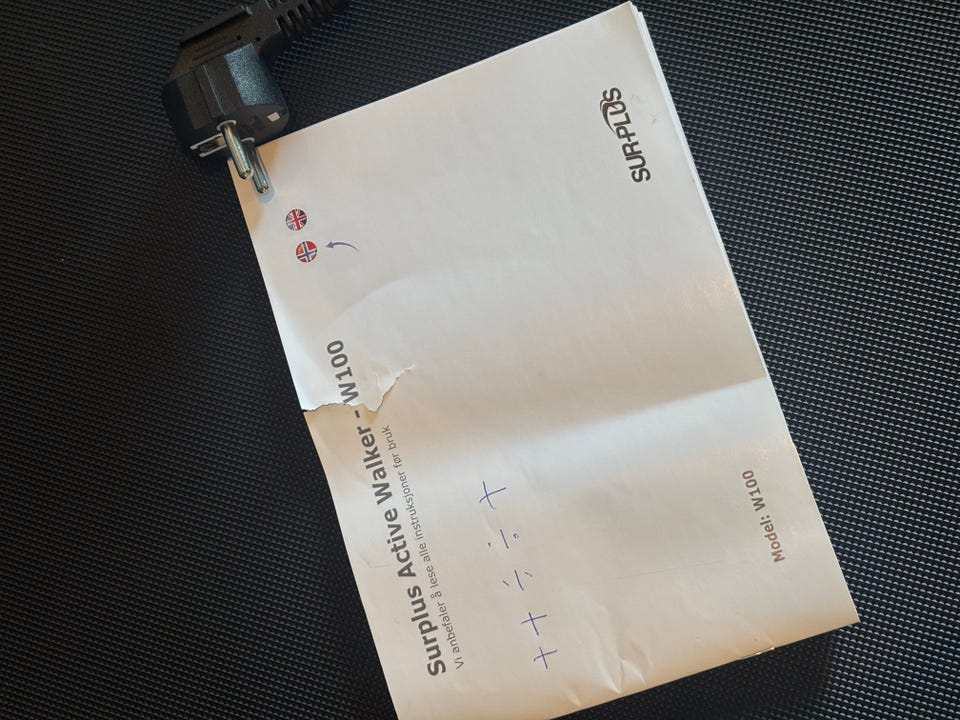 Surplus Active Walker - W100
Vi anbefaler å lese alle instruksjoner før bruk
+ + ÷ ÷ +
Model: W100
SURPLUS